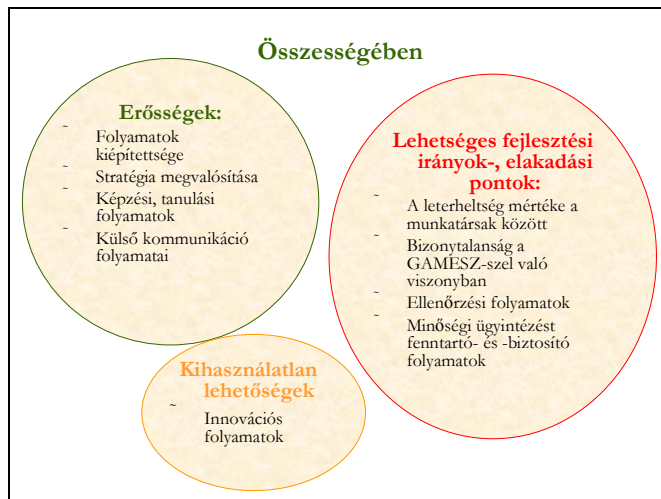 Összességében
Erősségek:
~ Folyamatok
kiépítettsége
~ Stratégia megvalósítása
~ Képzési, tanulási
folyamatok
~ Külső kommunikáció
folyamatai
Lehetséges fejlesztési
irányok-, elakadási
pontok:
~ A leterheltség mértéke a
munkatársak között
~ Bizonytalanság a
GAMESZ-szel való
viszonyban
~ Ellenőrzési folyamatok
~ Minőségi ügyintézést
fenntartó- és -biztosító
folyamatok
Kihasználatlan
lehetőségek
~ Innovációs
folyamatok